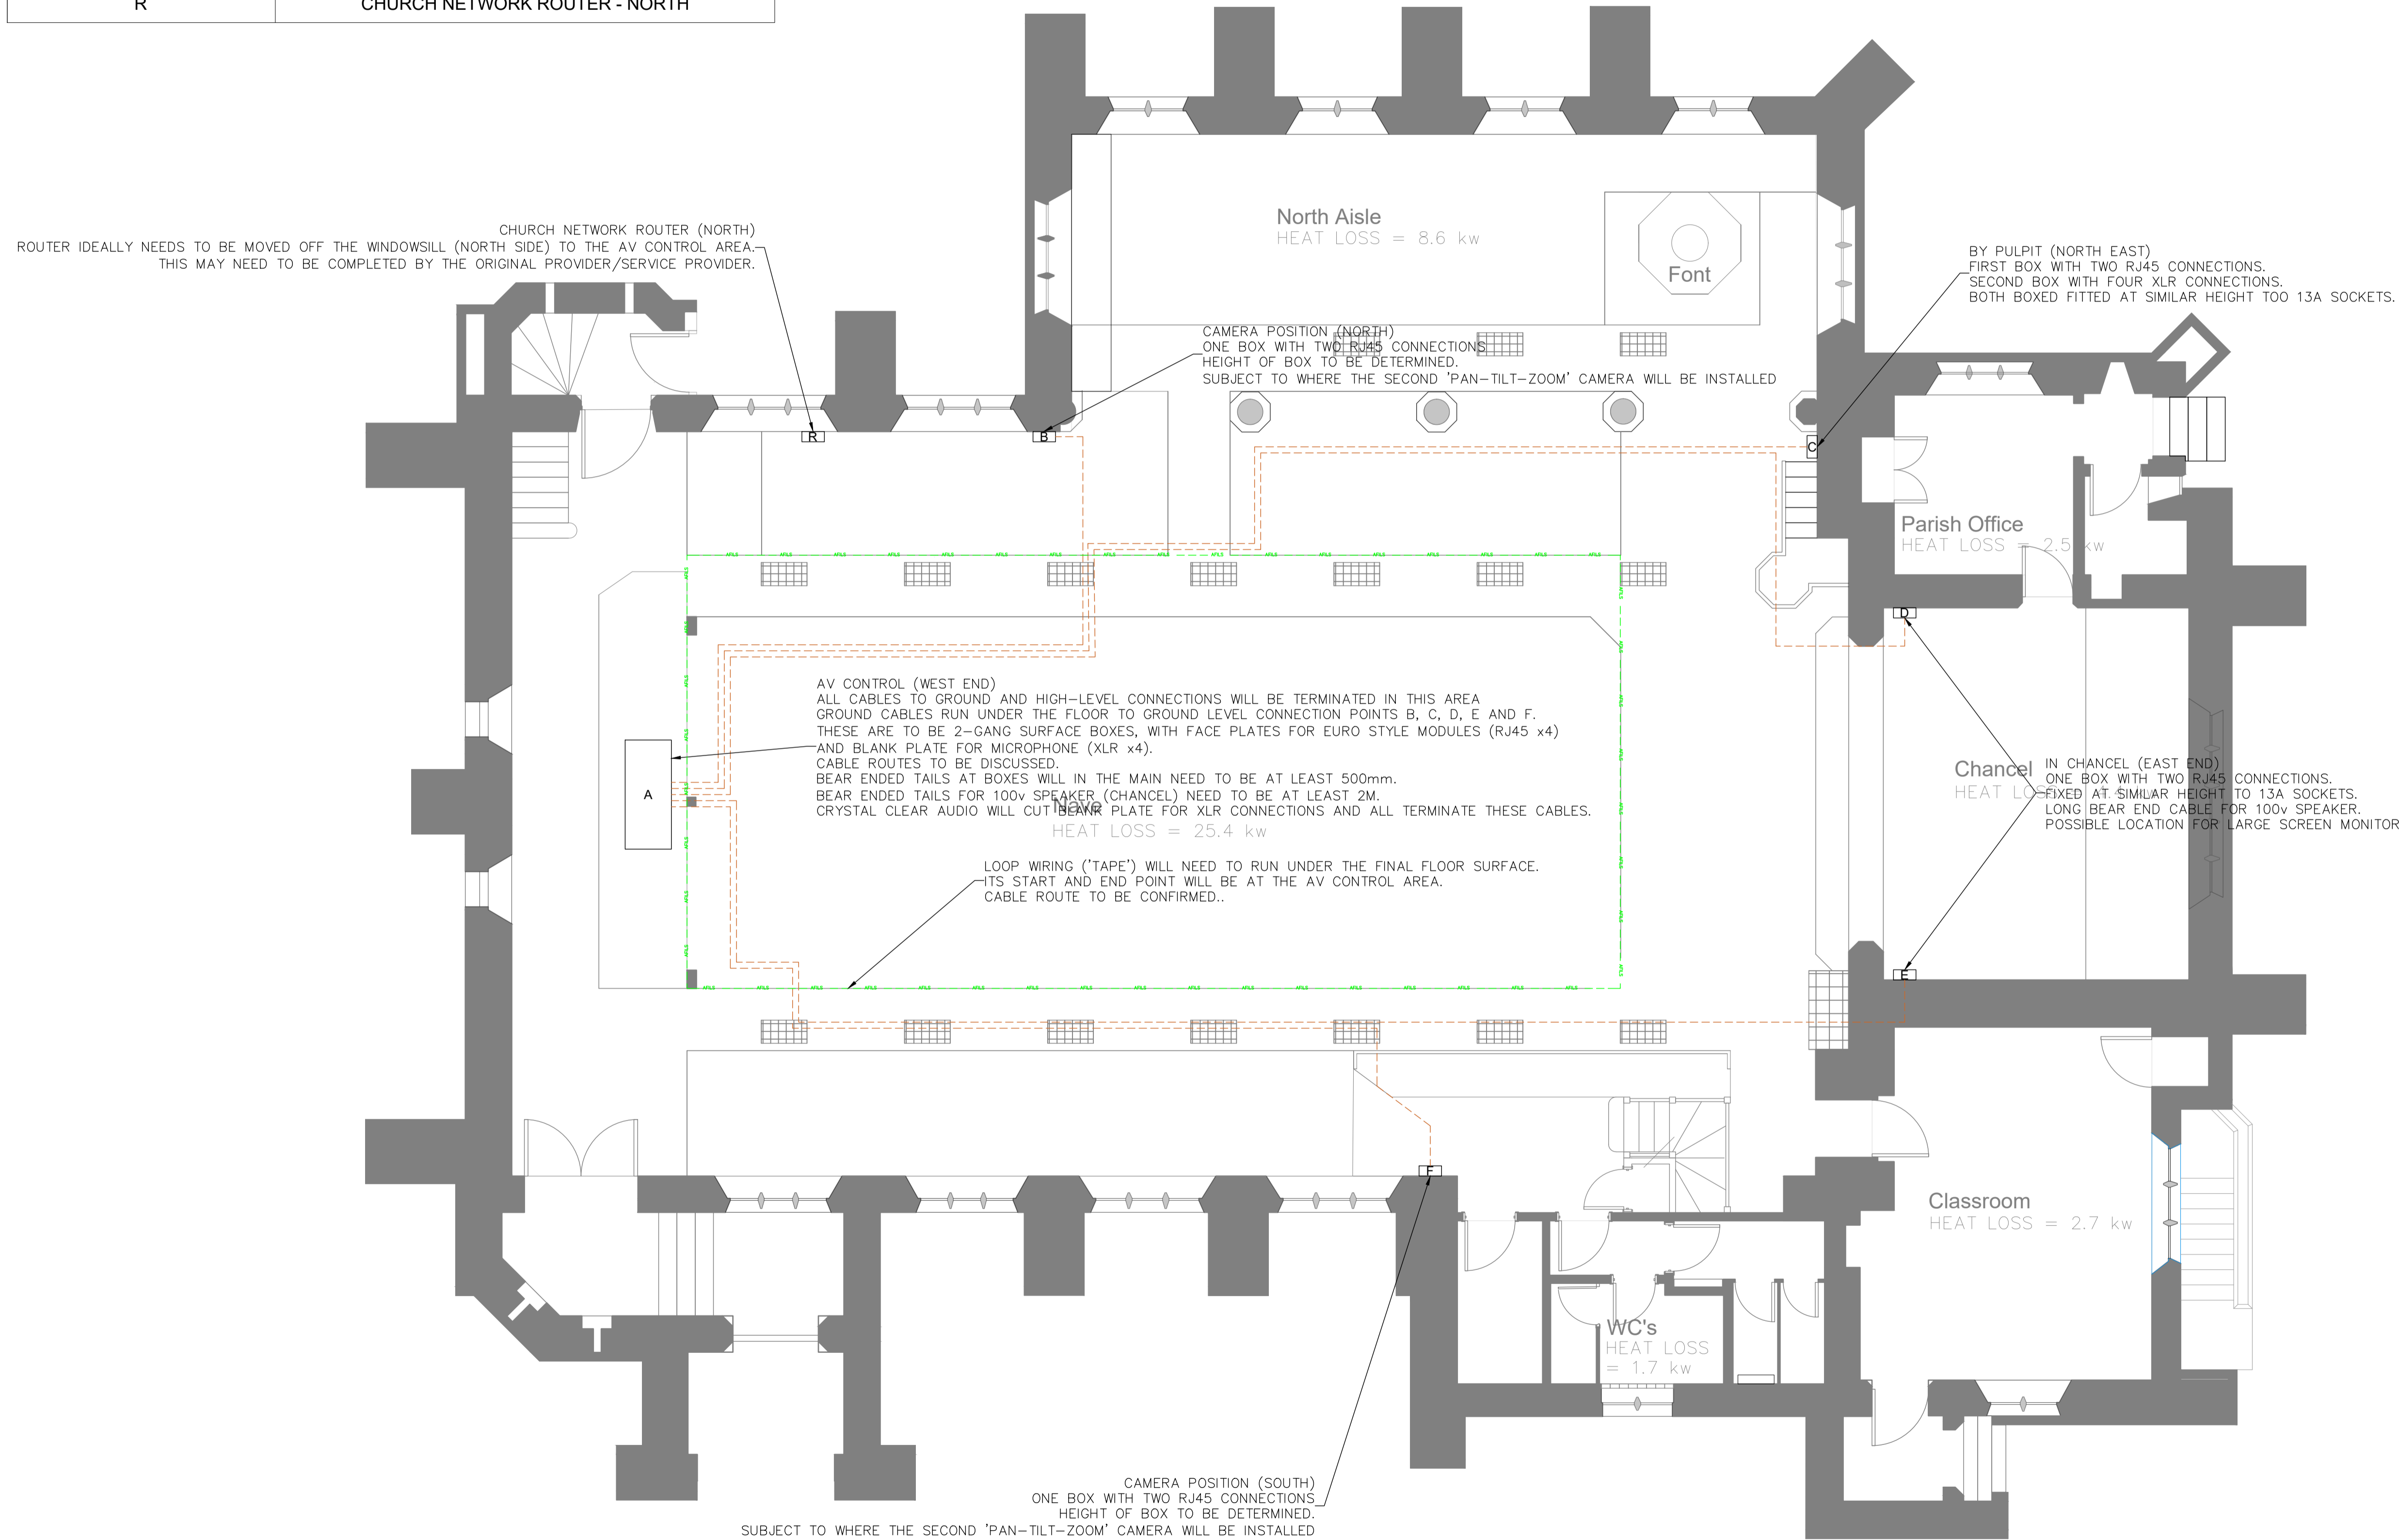 R CHURCH NETWORK ROUTER - NORTH
CHURCH NETWORK ROUTER (NORTH)
ROUTER IDEALLY NEEDS TO BE MOVED OFF THE WINDOWSILL (NORTH SIDE) TO THE AV CONTROL AREA.
THIS MAY NEED TO BE COMPLETED BY THE ORIGINAL PROVIDER/SERVICE PROVIDER.
North Aisle
HEAT LOSS = 8.6 kw
Font
BY PULPIT (NORTH EAST)
FIRST BOX WITH TWO RJ45 CONNECTIONS.
SECOND BOX WITH FOUR XLR CONNECTIONS.
BOTH BOXED FITTED AT SIMILAR HEIGHT TOO 13A SOCKETS.
CAMERA POSITION (NORTH)
ONE BOX WITH TWO RJ45 CONNECTIONS
HEIGHT OF BOX TO BE DETERMINED.
SUBJECT TO WHERE THE SECOND 'PAN-TILT-ZOOM' CAMERA WILL BE INSTALLED
R
B
C
Parish Office
HEAT LOSS = 2.5 kw
D
AV CONTROL (WEST END)
ALL CABLES TO GROUND AND HIGH-LEVEL CONNECTIONS WILL BE TERMINATED IN THIS AREA
GROUND CABLES RUN UNDER THE FLOOR TO GROUND LEVEL CONNECTION POINTS B, C, D, E AND F.
THESE ARE TO BE 2-GANG SURFACE BOXES, WITH FACE PLATES FOR EURO STYLE MODULES (RJ45 x4)
AND BLANK PLATE FOR MICROPHONE (XLR x4).
CABLE ROUTES TO BE DISCUSSED.
BEAR ENDED TAILS AT BOXES WILL IN THE MAIN NEED TO BE AT LEAST 500mm.
BEAR ENDED TAILS FOR 100v SPEAKER (CHANCEL) NEED TO BE AT LEAST 2M.
CRYSTAL CLEAR AUDIO WILL CUT BLANK PLATE FOR XLR CONNECTIONS AND ALL TERMINATE THESE CABLES.
A
Nave
HEAT LOSS = 25.4 kw
Chancel
HEAT LOSS
IN CHANCEL (EAST END)
ONE BOX WITH TWO RJ45 CONNECTIONS.
FIXED AT SIMILAR HEIGHT TO 13A SOCKETS.
LONG BEAR END CABLE FOR 100v SPEAKER.
POSSIBLE LOCATION FOR LARGE SCREEN MONITOR
LOOP WIRING ('TAPE') WILL NEED TO RUN UNDER THE FINAL FLOOR SURFACE.
ITS START AND END POINT WILL BE AT THE AV CONTROL AREA.
CABLE ROUTE TO BE CONFIRMED..
E
F
Classroom
HEAT LOSS = 2.7 kw
WC's
HEAT LOSS
= 1.7 kw
CAMERA POSITION (SOUTH)
ONE BOX WITH TWO RJ45 CONNECTIONS
HEIGHT OF BOX TO BE DETERMINED.
SUBJECT TO WHERE THE SECOND 'PAN-TILT-ZOOM' CAMERA WILL BE INSTALLED